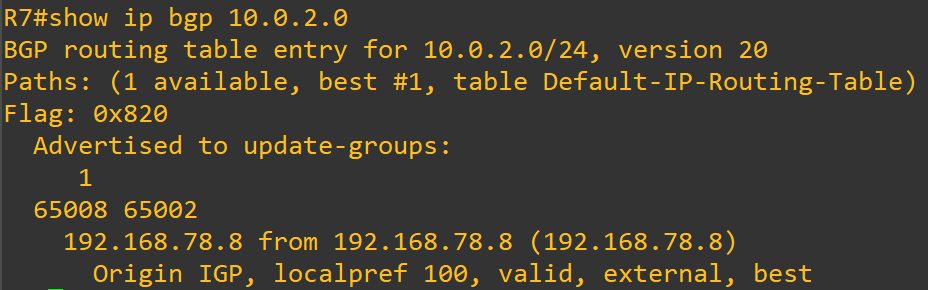 R7#show ip bgp 10.0.2.0
BGP routing table entry for 10.0.2.0/24, version 20
Paths: (1 available, best #1, table Default-IP-Routing-Table)
Flag: 0x820
  Advertised to update-groups:
     1
  65008 65002
    192.168.78.8 from 192.168.78.8 (192.168.78.8)
      Origin IGP, localpref 100, valid, external, best